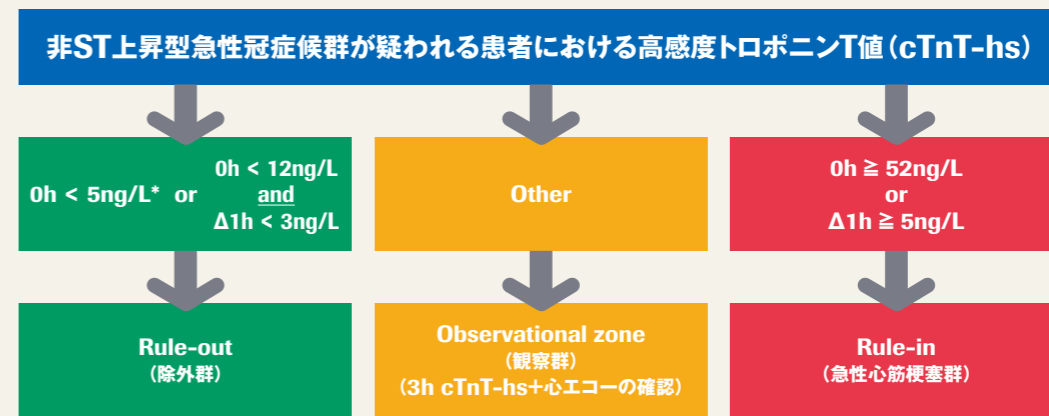 非ST上昇型急性冠症候群が疑われる患者における高感度トロポニンT値(cTnT-hs)
0h < 5ng/L* or
0h < 12ng/L
and
Δ1h < 3ng/L
Other
0h ≧ 52ng/L
or
Δ1h ≧ 5ng/L
Rule-out
(除外群)
Observational zone
(観察群)
(3h cTnT-hs+心エコーの確認)
Rule-in
(急性心筋梗塞群)